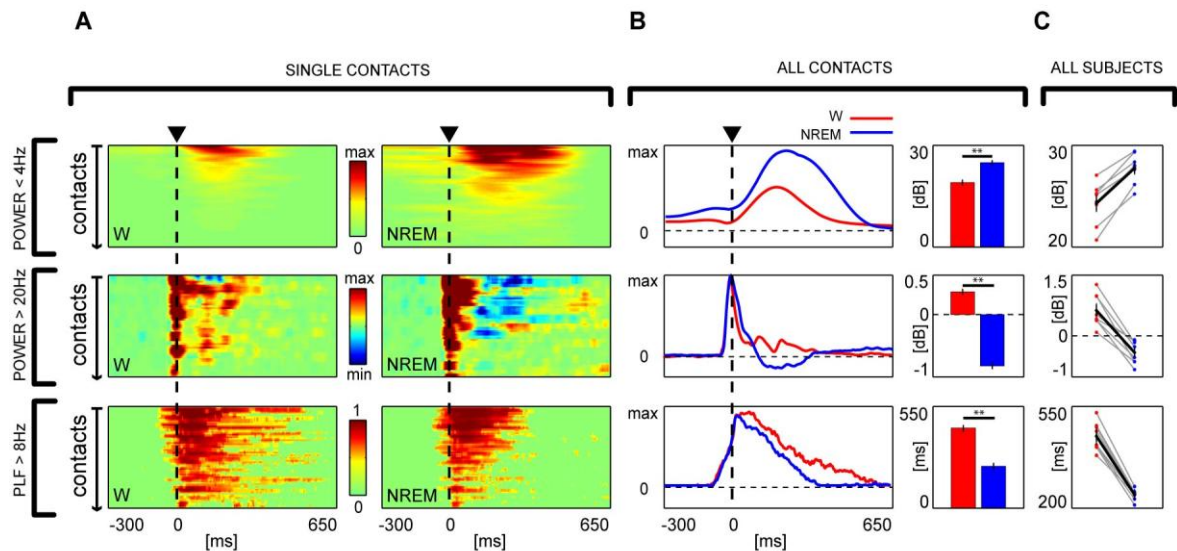 A
B
C
SINGLE CONTACTS
ALL CONTACTS
ALL SUBJECTS
W
NREM
POWER < 4Hz
contacts
W
max
0
NREM
max
0
**
30
[dB]
0
30
[dB]
20
POWER > 20Hz
contacts
W
max
min
NREM
max
0
**
0.5
0
[dB]
-1
1.5
[dB]
0
-1
PLF > 8Hz
contacts
W
1
0
NREM
max
0
**
550
[ms]
0
550
[ms]
200
-300 0 650
[ms]
-300 0 650
[ms]
-300 0 650
[ms]